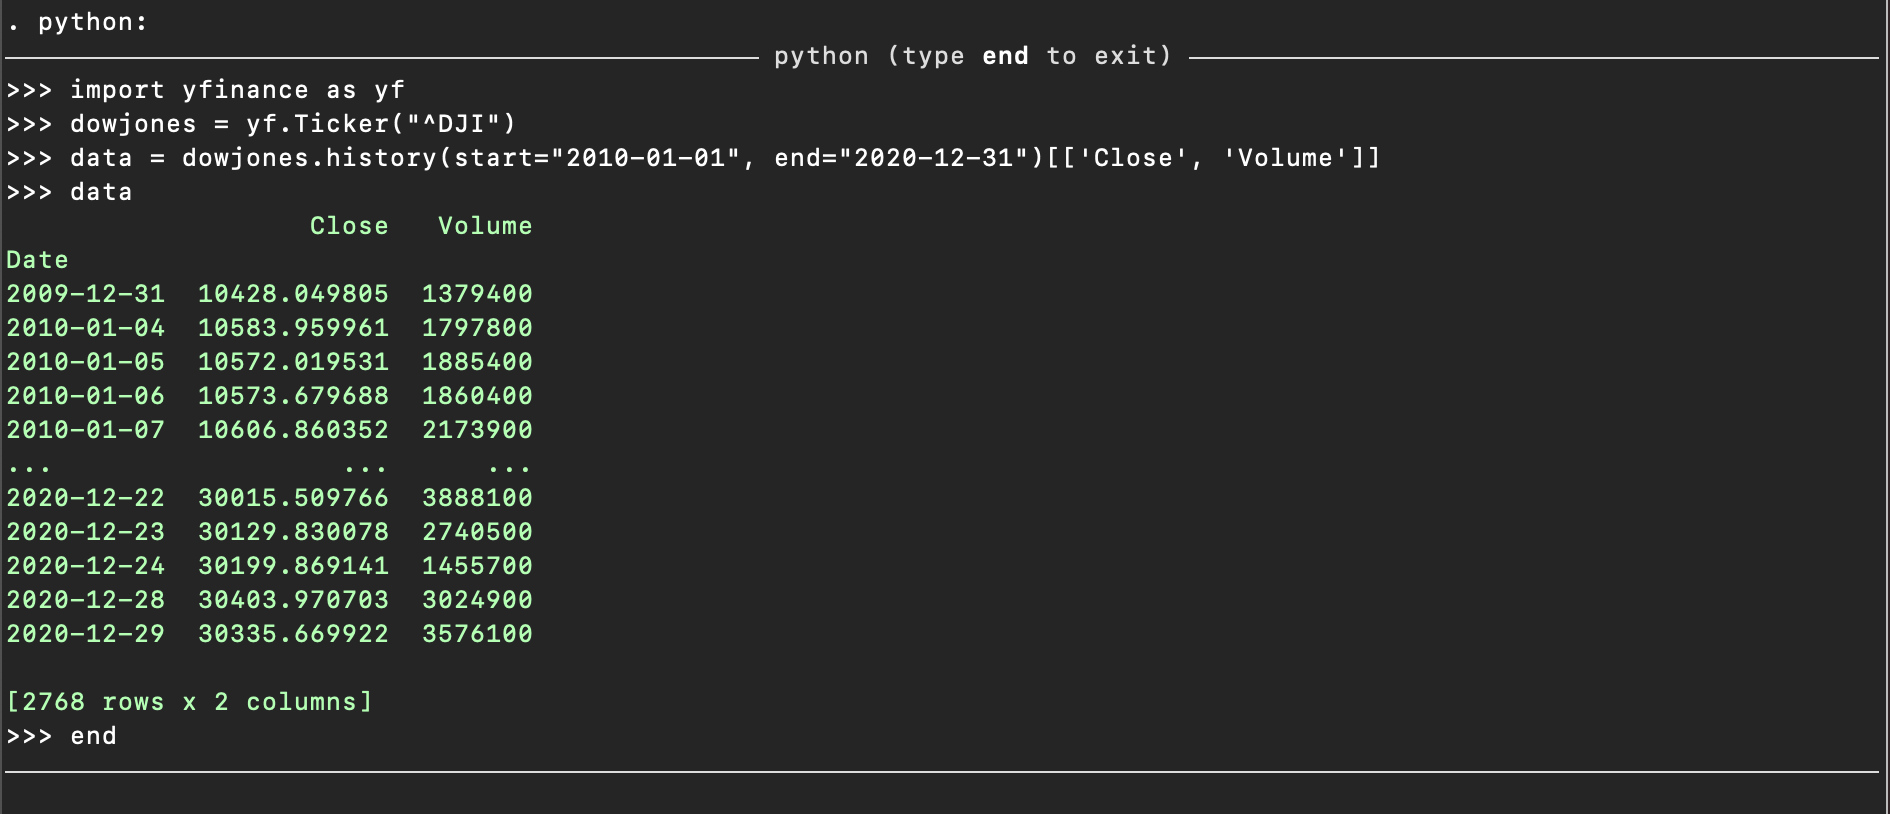 . python:
python (type end to exit)
>>> import yfinance as yf
>>> dowjones = yf.Ticker("^DJI")
>>> data = dowjones.history(start="2010-01-01", end="2020-12-31")[['Close', 'Volume']]
>>> data
Close Volume
Date
2009-12-31 10428.049805 1379400
2010-01-04 10583.959961 1797800
2010-01-05 10572.019531 1885400
2010-01-06 10573.679688 1860400
2010-01-07 10606.860352 2173900
... ... ...
2020-12-22 30015.509766 3888100
2020-12-23 30129.830078 2740500
2020-12-24 30199.869141 1455700
2020-12-28 30403.970703 3024900
2020-12-29 30335.669922 3576100
[2768 rows x 2 columns]
>>> end